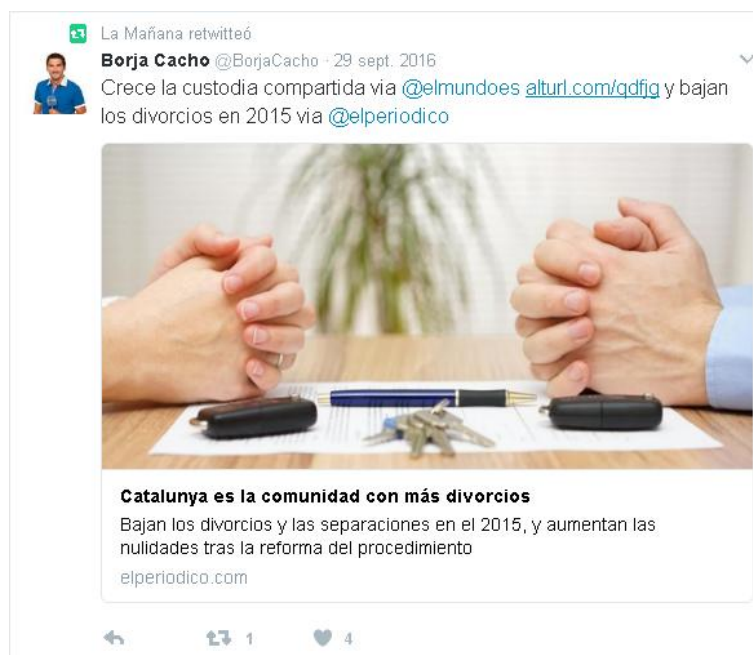 La Mañana retwitteó
Borja Cacho @BorjaCacho · 29 sept. 2016
Crece la custodia compartida via @elmundoes alturl.com/qdfjg y bajan
los divorcios en 2015 via @elperiodico
Catalunya es la comunidad con más divorcios
Bajan los divorcios y las separaciones en el 2015, y aumentan las
nulidades tras la reforma del procedimiento
elperiodico.com
1 4